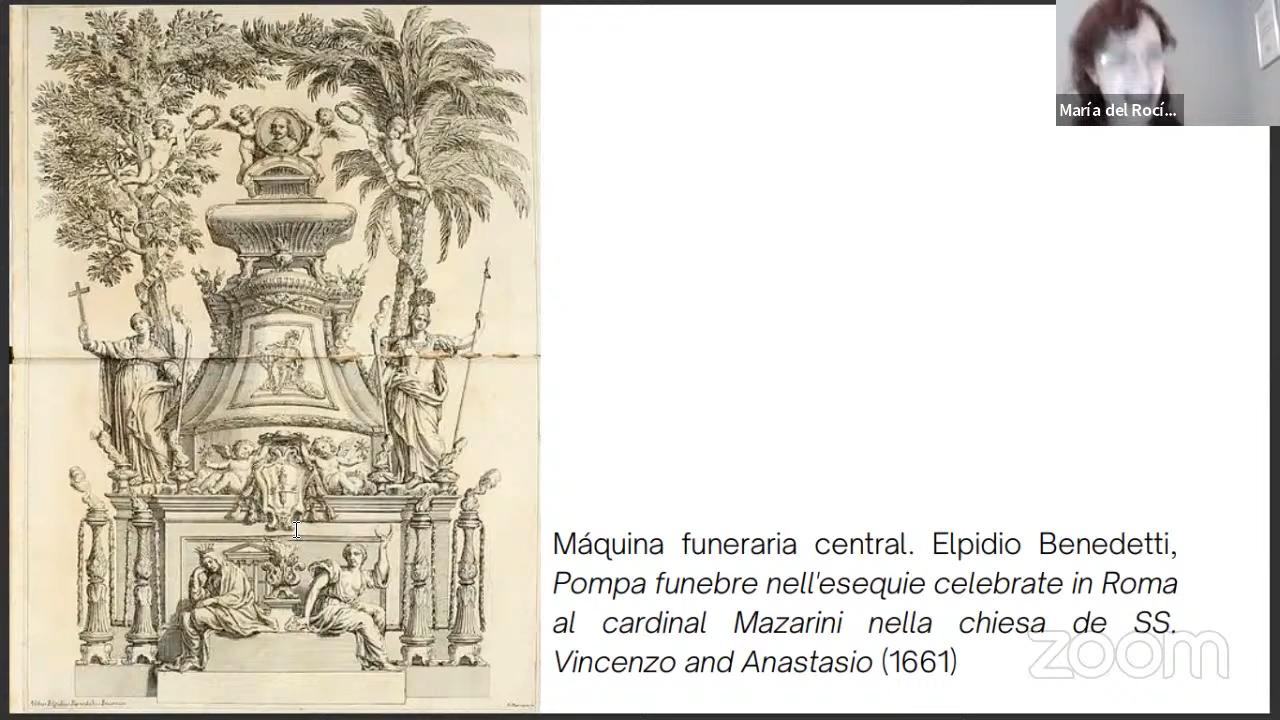 María del Rocí...
Máquina funeraria central. Elpidio Benedetti,
Pompa funebre nell'esequie celebrate in Roma
al cardinal Mazarini nella chiesa de SS.
Vincenzo and Anastasio (1661)
zoom